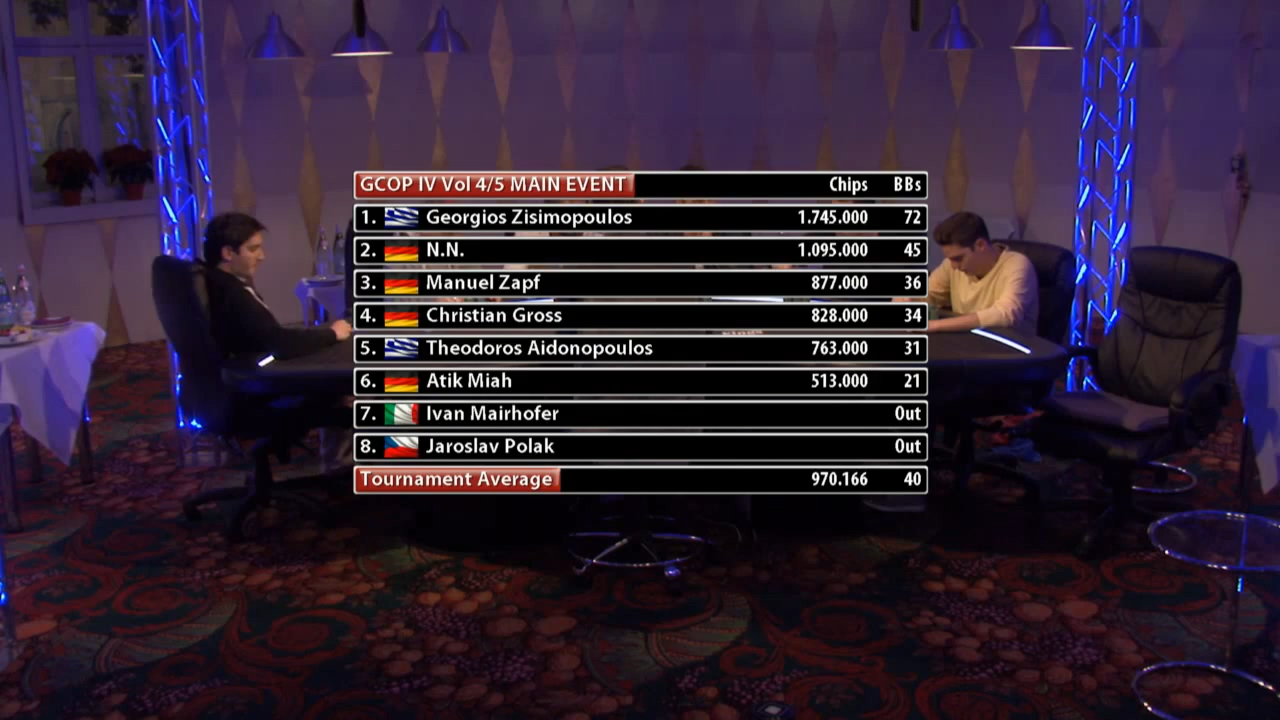 GCOP IV Vol 4/5 MAIN EVENT Chips BBs
1. Georgios Zisimopoulos 1.745.000 72
2. N.N. 1.095.000 45
3. Manuel Zapf 877.000 36
4. Christian Gross 828.000 34
5. Theodoros Aidonopoulos 763.000 31
6. Atik Miah 513.000 21
7. Ivan Mairhofer Out
8. Jaroslav Polak Out
Tournament Average 970.166 40